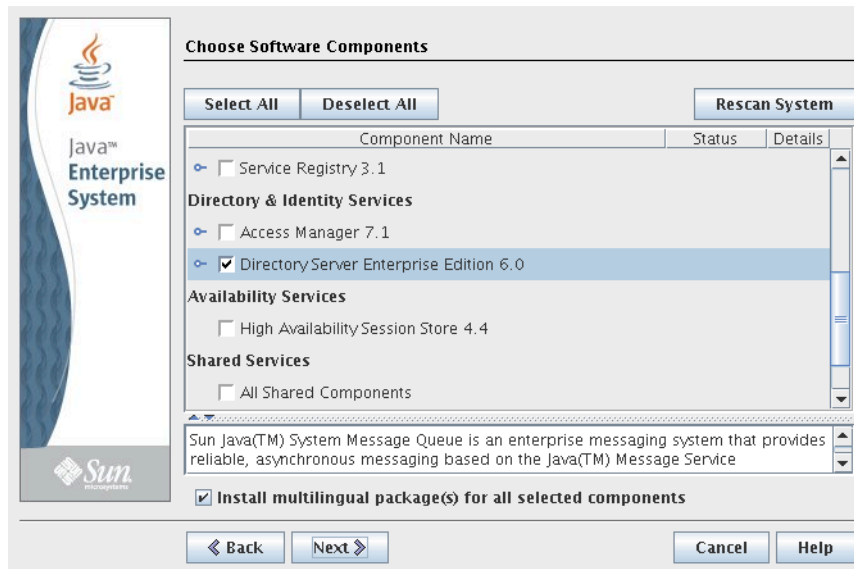 Java
Java™
Enterprise
System
Sun
microsystems
Choose Software Components
Select All Deselect All Rescan System
Component Name Status Details
Service Registry 3.1
Directory & Identity Services
Access Manager 7.1
Directory Server Enterprise Edition 6.0
Availability Services
High Availability Session Store 4.4
Shared Services
All Shared Components
Sun Java(TM) System Message Queue is an enterprise messaging system that provides
reliable, asynchronous messaging based on the Java(TM) Message Service
Install multilingual package(s) for all selected components
Back Next Cancel Help